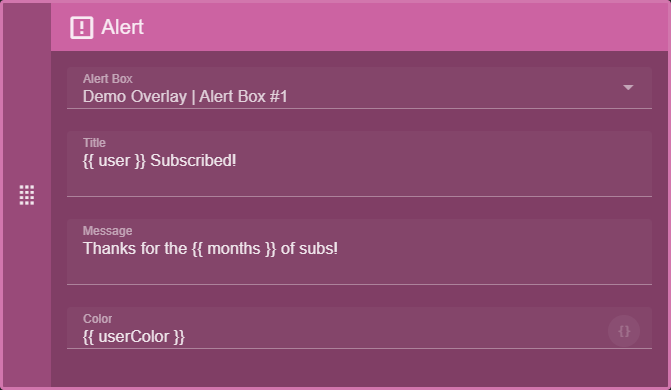 Alert
Alert Box
Demo Overlay | Alert Box #1
Title
{{ user }} Subscribed!
Message
Thanks for the {{ months }} of subs!
Color
{{ userColor }}
{}